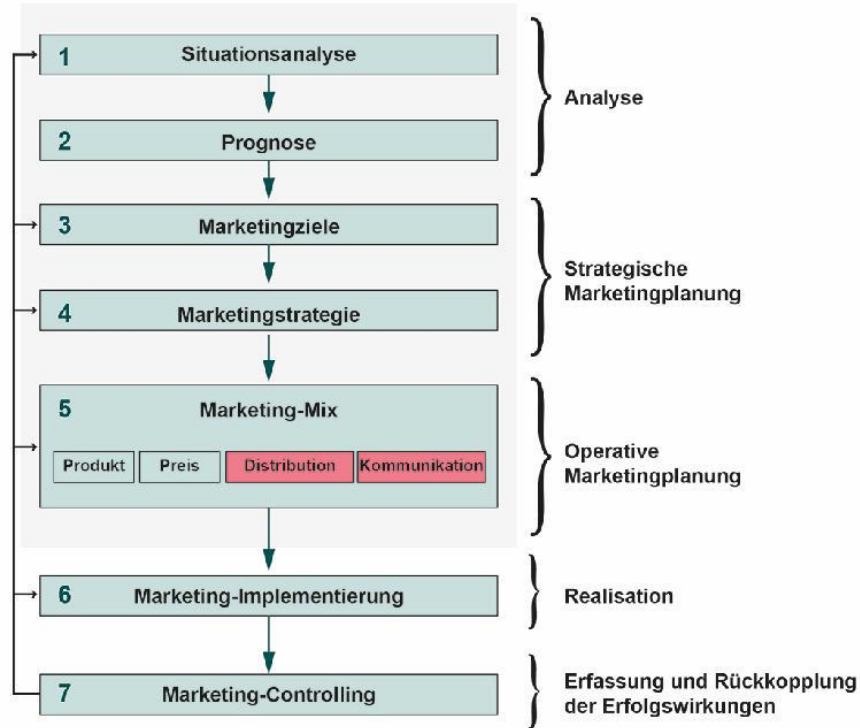 1 Situationsanalyse
Analyse
2 Prognose
3 Marketingziele
Strategische
Marketingplanung
4 Marketingstrategie
5 Marketing-Mix
Produkt Preis Distribution Kommunikation
Operative
Marketingplanung
6 Marketing-Implementierung
Realisation
7 Marketing-Controlling
Erfassung und Rückkopplung
der Erfolgswirkungen